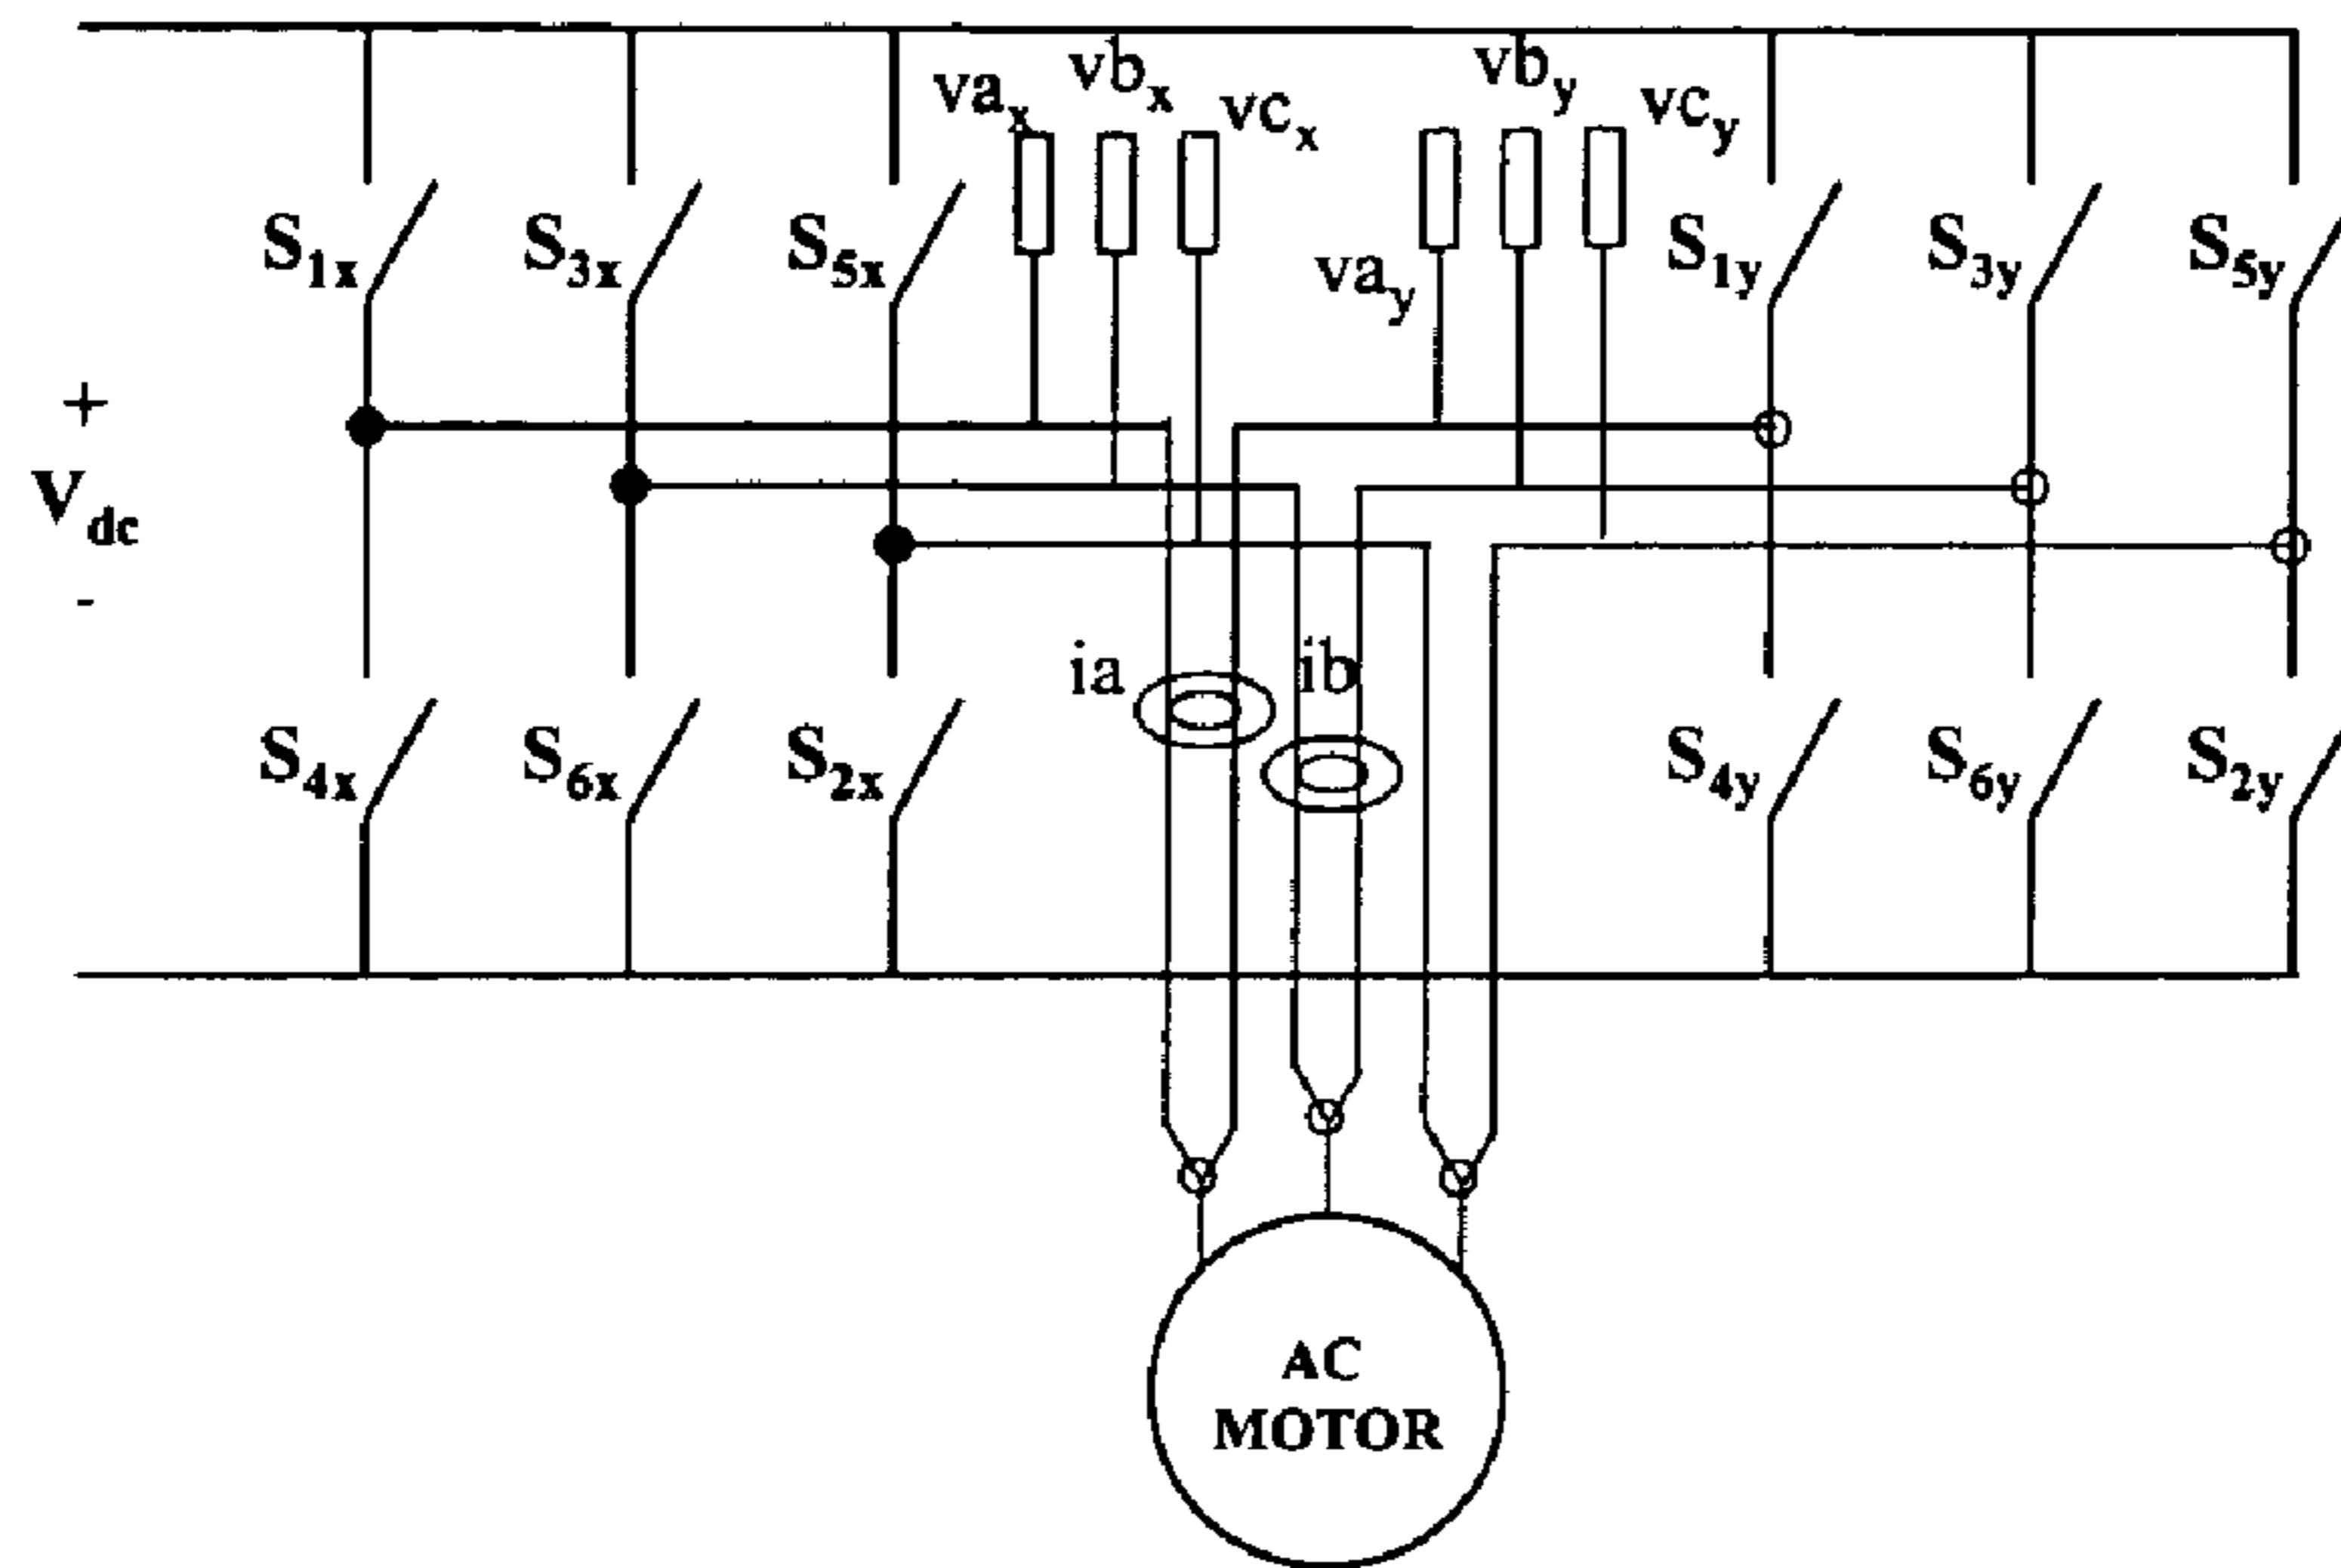 vb_x
vb_y
va_x
vc_x
vc_y
S_1x
S_3x
S_5x
va_y
S_1y
S_3y
S_5y
+
V_dc
-
ia
ib
S_4x
S_6x
S_2x
S_4y
S_6y
S_2y
AC
MOTOR